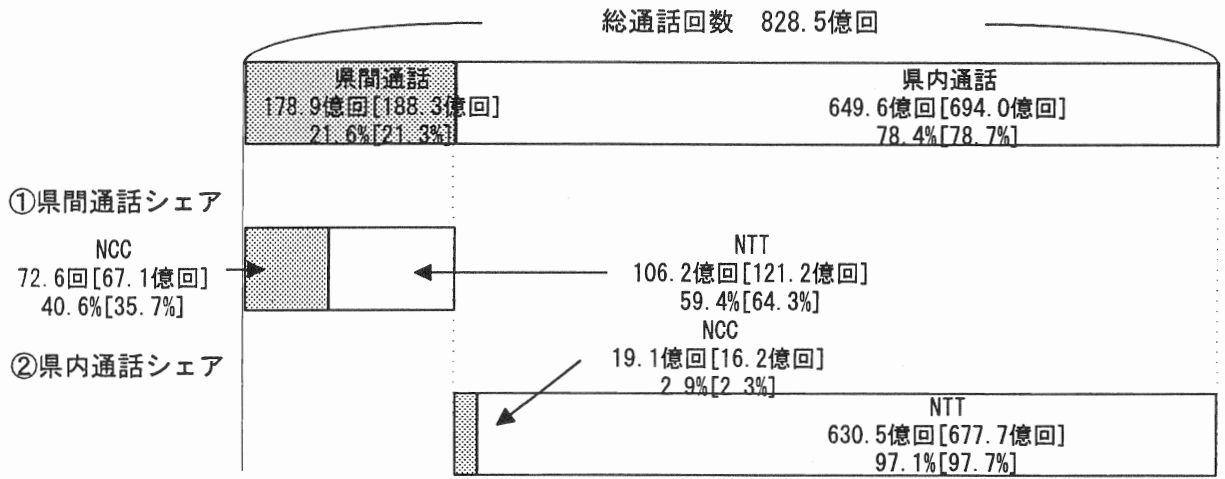 総通話回数 828.5億回
県間通話
178.9億回[188.3億回]
21.6%[21.3%]
県内通話
649.6億回[694.0億回]
78.4%[78.7%]
①県間通話シェア
NCC
72.6回[67.1億回]
40.6%[35.7%]
NTT
106.2億回[121.2億回]
59.4%[64.3%]
②県内通話シェア
NCC
19.1億回[16.2億回]
2.9%[2.3%]
NTT
630.5億回[677.7億回]
97.1%[97.7%]